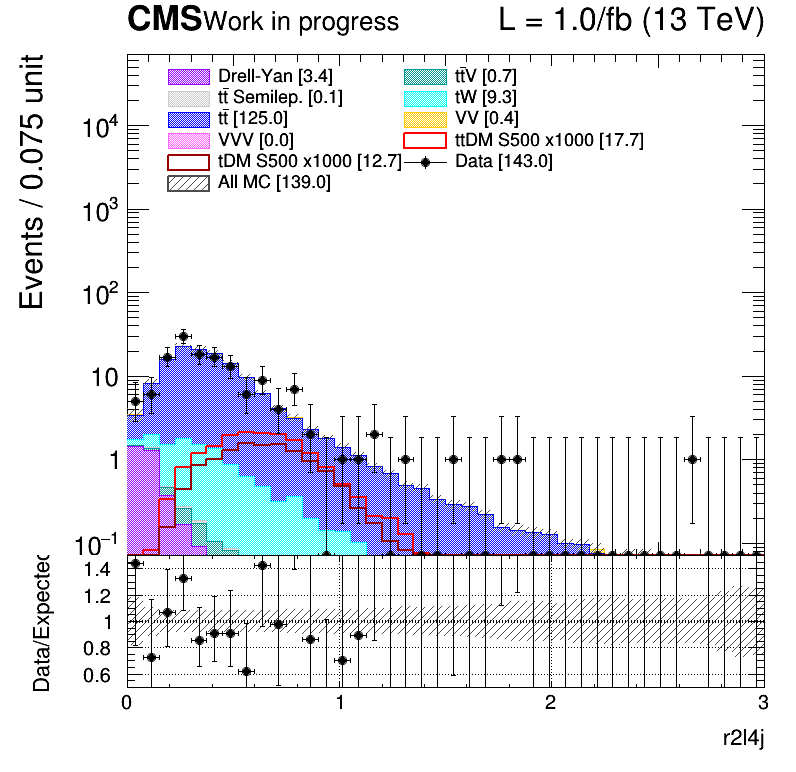 CMS Work in progress L = 1.0/fb (13 TeV)
Events / 0.075 unit
Drell-Yan [3.4] tt̄V [0.7]
tt̄ Semilep. [0.1] tW [9.3]
tt̄ [125.0] VV [0.4]
VVV [0.0] ttDM S500 x1000 [17.7]
tDM S500 x1000 [12.7] Data [143.0]
All MC [139.0]
10⁴
10³
10²
10
1
10⁻¹
Data/Expected
1.4
1.2
1
0.8
0.6
0 1 2 3
r2l4j